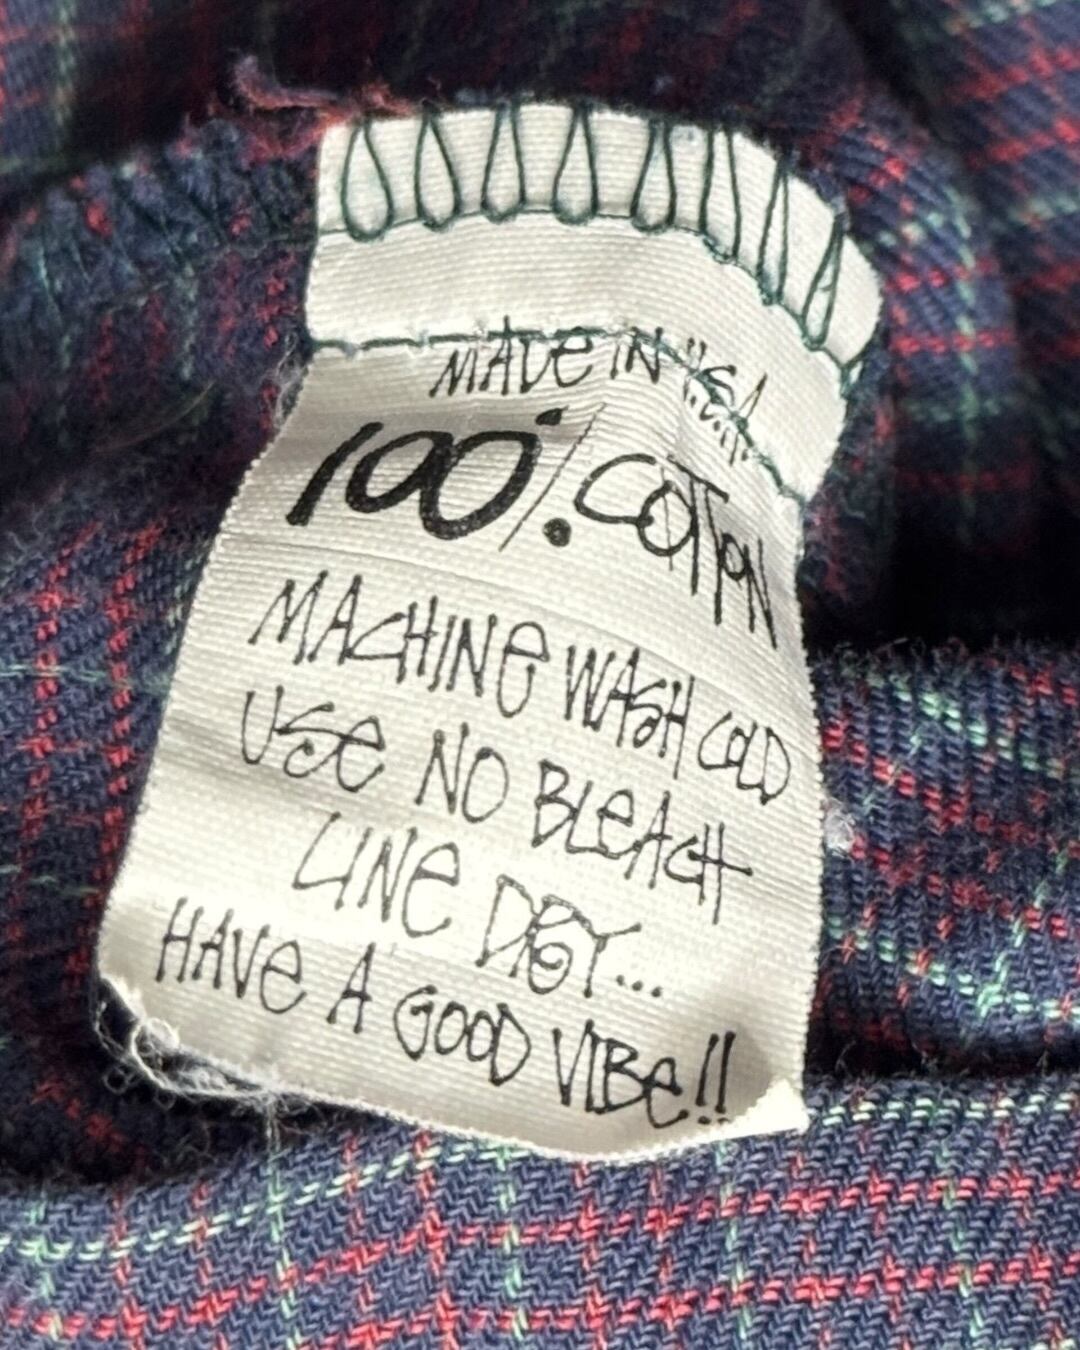 MADE IN U.S.A.
100% COTTON
MACHINE WASH COLD
USE NO BLEACH
LINE DRY...
HAVE A GOOD VIBE!!